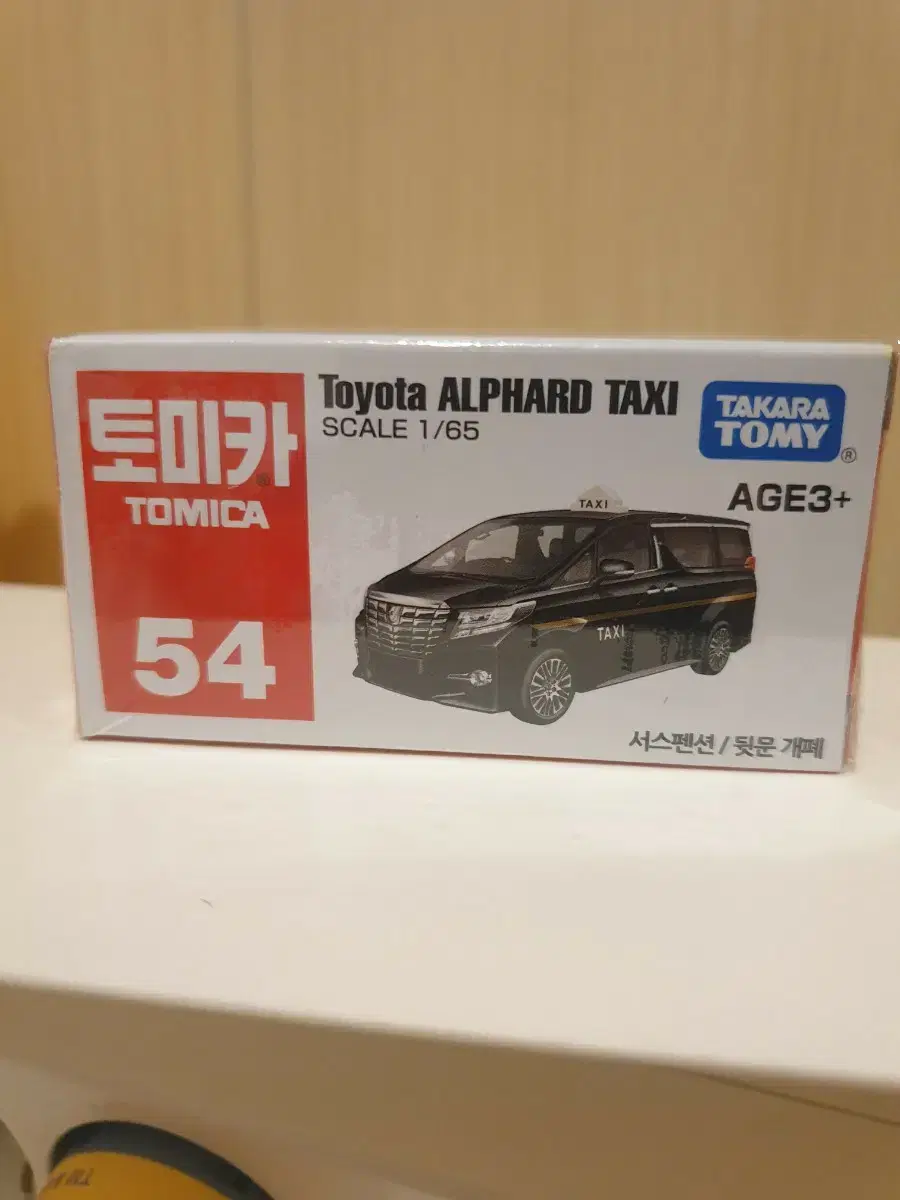 토미카
TOMICA
54
Toyota ALPHARD TAXI
SCALE 1/65
TAKARA
TOMY
®
AGE3+
TAXI
TAXI
서스펜션 / 뒷문 개폐